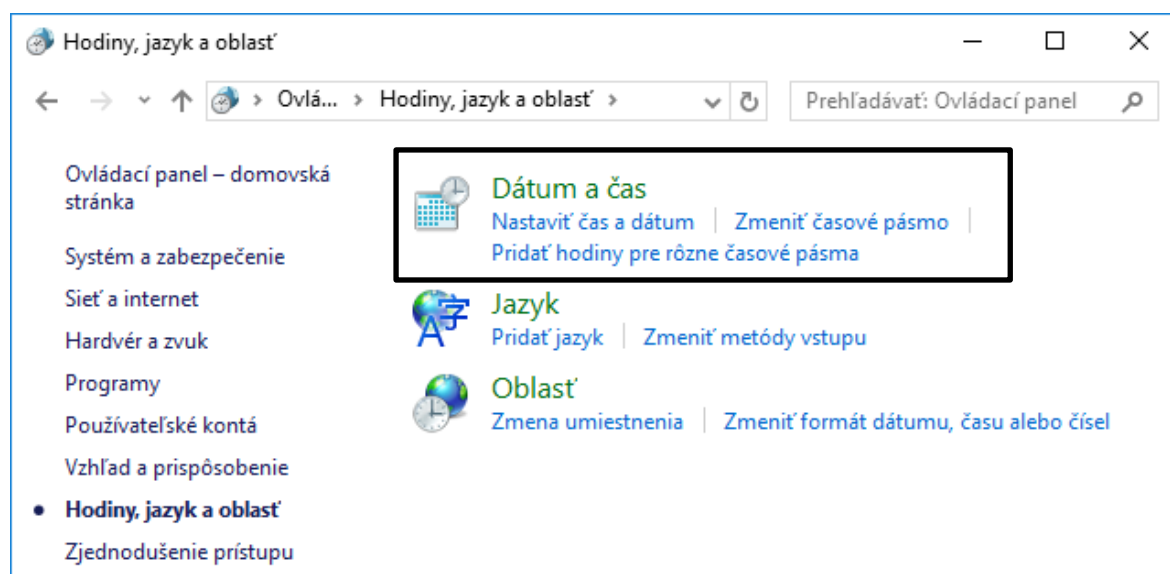 Hodiny, jazyk a oblasť
Ovlá... > Hodiny, jazyk a oblasť >
Prehľadávať: Ovládací panel
Ovládací panel – domovská
stránka
Systém a zabezpečenie
Sieť a internet
Hardvér a zvuk
Programy
Používateľské kontá
Vzhľad a prispôsobenie
Hodiny, jazyk a oblasť
Zjednodušenie prístupu
Dátum a čas
Nastaviť čas a dátum | Zmeniť časové pásmo |
Pridať hodiny pre rôzne časové pásma
Jazyk
Pridať jazyk | Zmeniť metódy vstupu
Oblasť
Zmena umiestnenia | Zmeniť formát dátumu, času alebo čísel